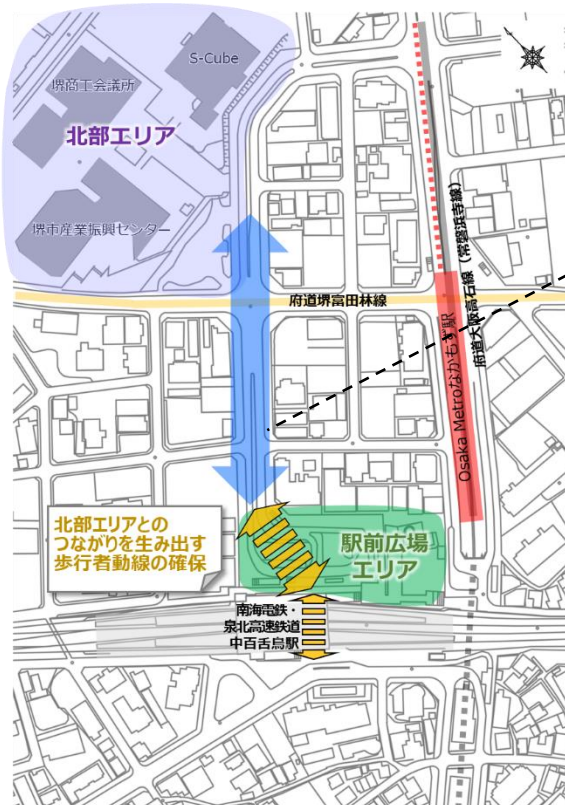 S-Cube
堺商工会議所
北部エリア
堺市産業振興センター
府道堺富田林線
府道大阪高石線（常磐浜寺線）
Osaka Metroなかもず駅
北部エリアとの
つながりを生み出す
歩行者動線の確保
駅前広場
エリア
南海電鉄・
泉北高速鉄道
中百舌鳥駅